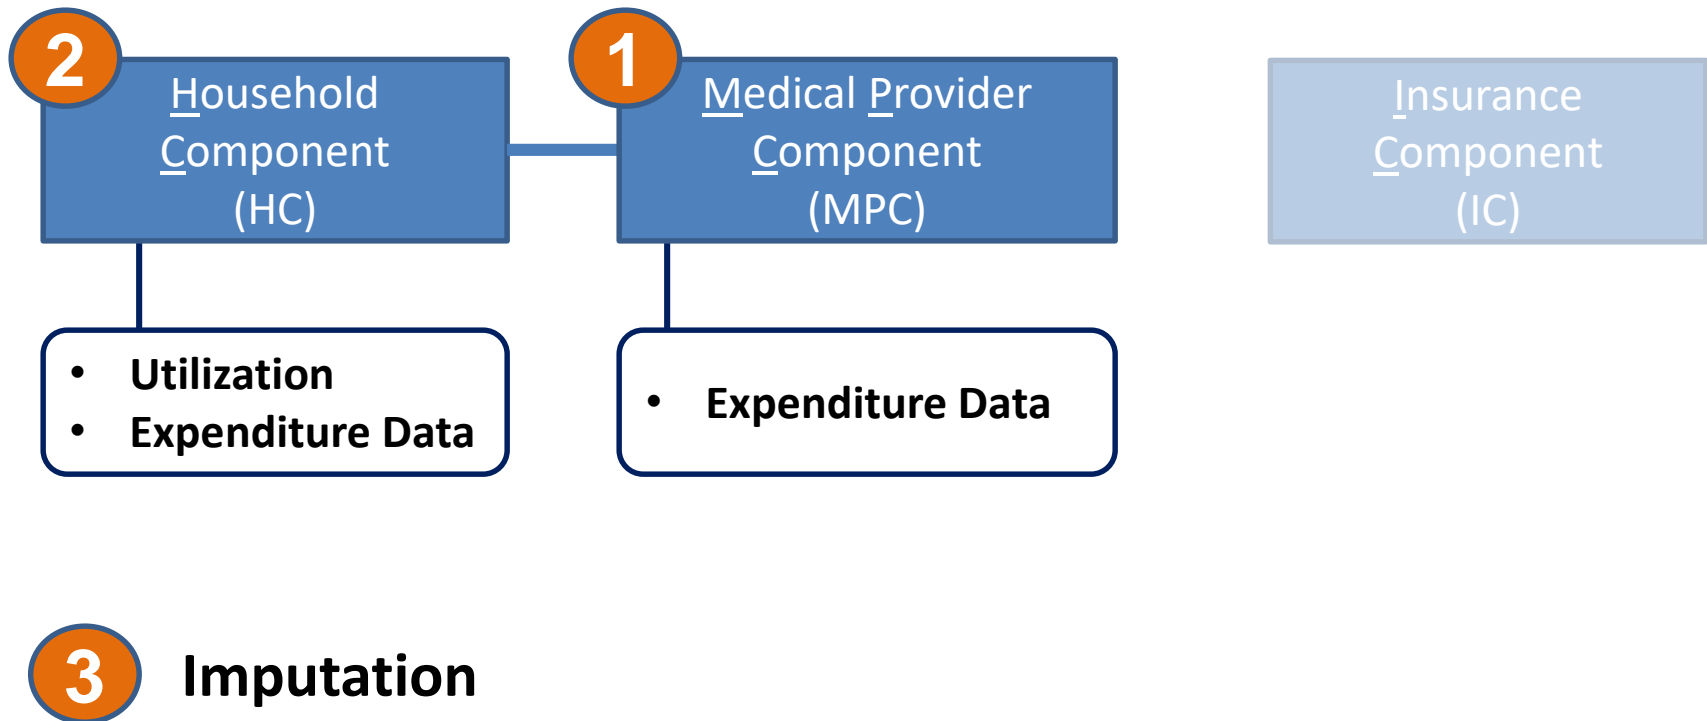 2
Household
Component
(HC)
1
Medical Provider
Component
(MPC)
Insurance
Component
(IC)
• Utilization
• Expenditure Data
• Expenditure Data
3 Imputation